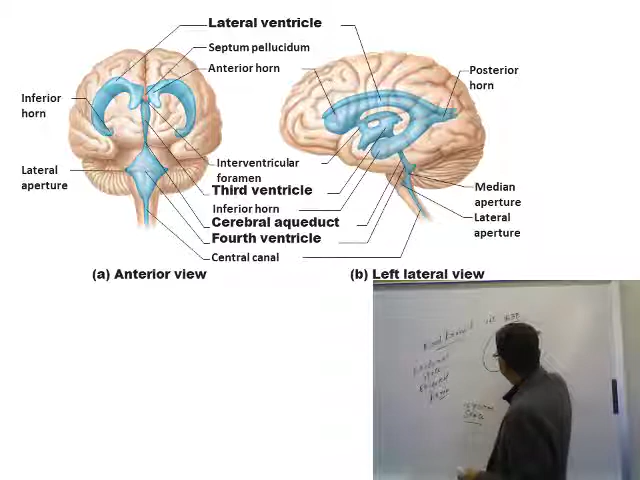 Lateral ventricle
Septum pellucidum
Anterior horn
Inferior
horn
Lateral
aperture
Interventricular
foramen
Third ventricle
Inferior horn
Cerebral aqueduct
Fourth ventricle
Central canal
Posterior
horn
Median
aperture
Lateral
aperture
(a) Anterior view
(b) Left lateral view